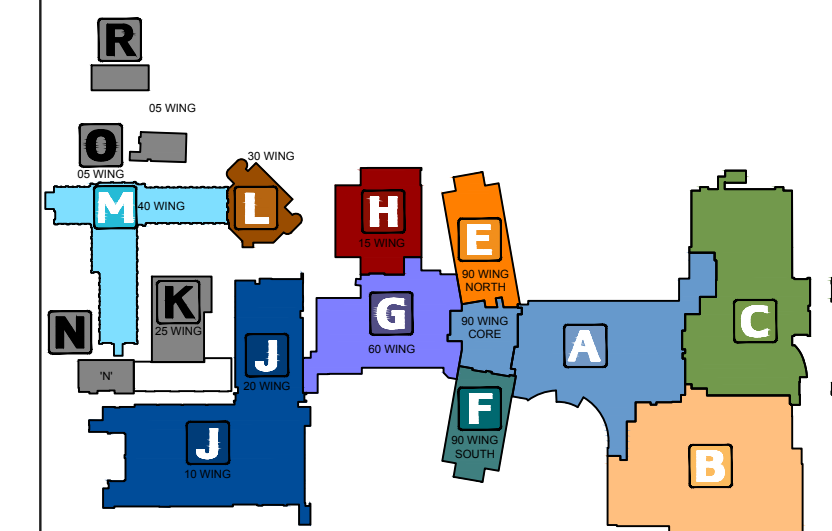 R
05 WING
O
05 WING
30 WING
M
40 WING
L
H
15 WING
E
90 WING
NORTH
K
25 WING
N
'N'
J
20 WING
G
60 WING
90 WING
CORE
A
C
F
90 WING
SOUTH
J
10 WING
B